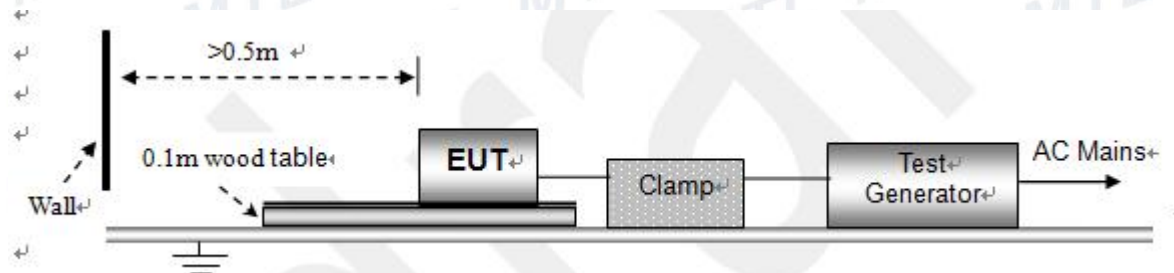 >0.5m
0.1m wood table
EUT
Clamp
Test
Generator
AC Mains
Wall